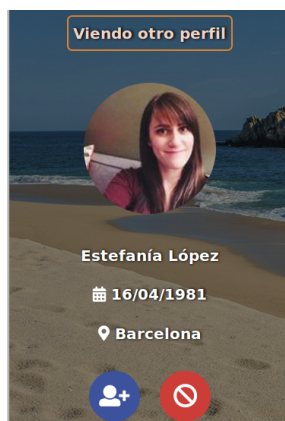 Viendo otro perfil
Estefanía López
16/04/1981
Barcelona